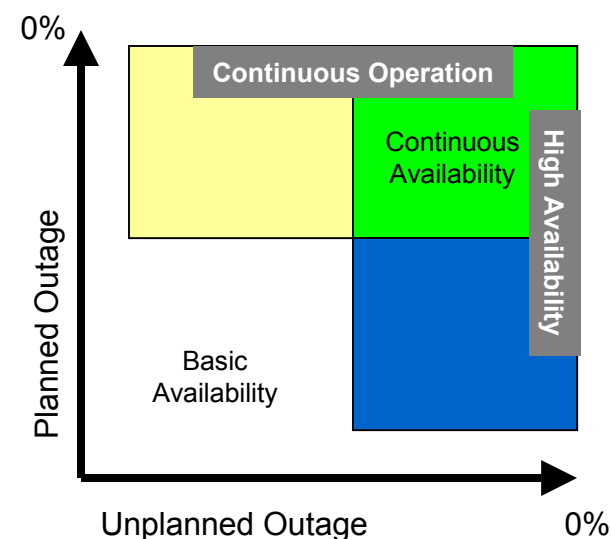 0%
Continuous Operation
Continuous
Availability
High Availability
Planned Outage
Basic
Availability
Unplanned Outage
0%